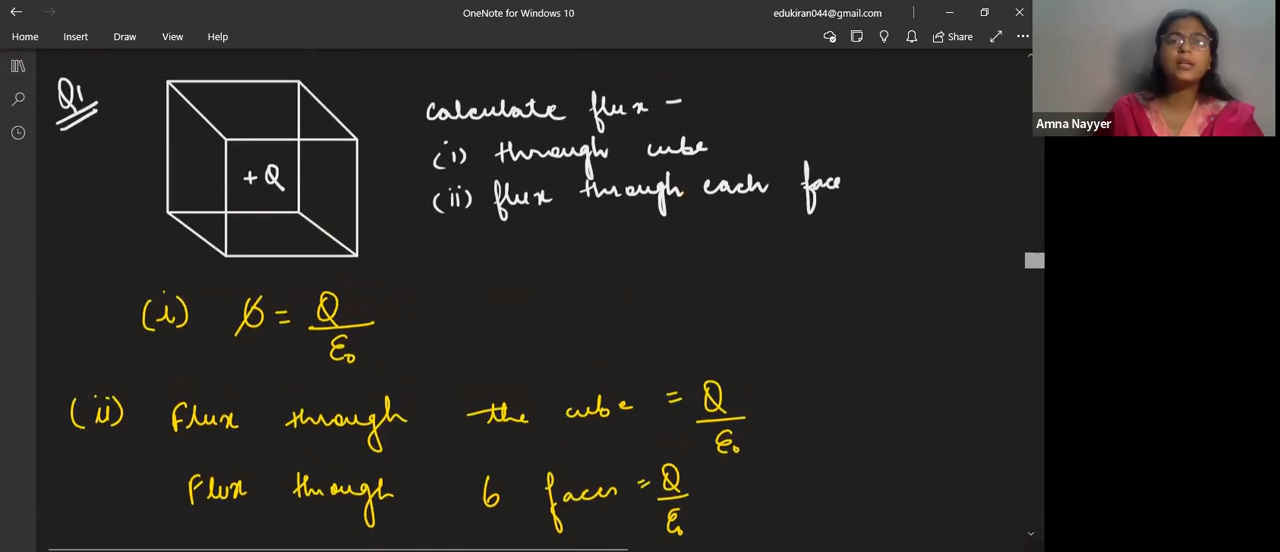 OneNote for Windows 10
edukiran044@gmail.com
Home Insert Draw View Help
Share
Amna Nayyer
Q1
+Q
calculate flux -
(i) through cube
(ii) flux through each face
(i) ϕ = Q/ε₀
(ii) Flux through the cube = Q/ε₀
Flux through 6 faces = Q/ε₀